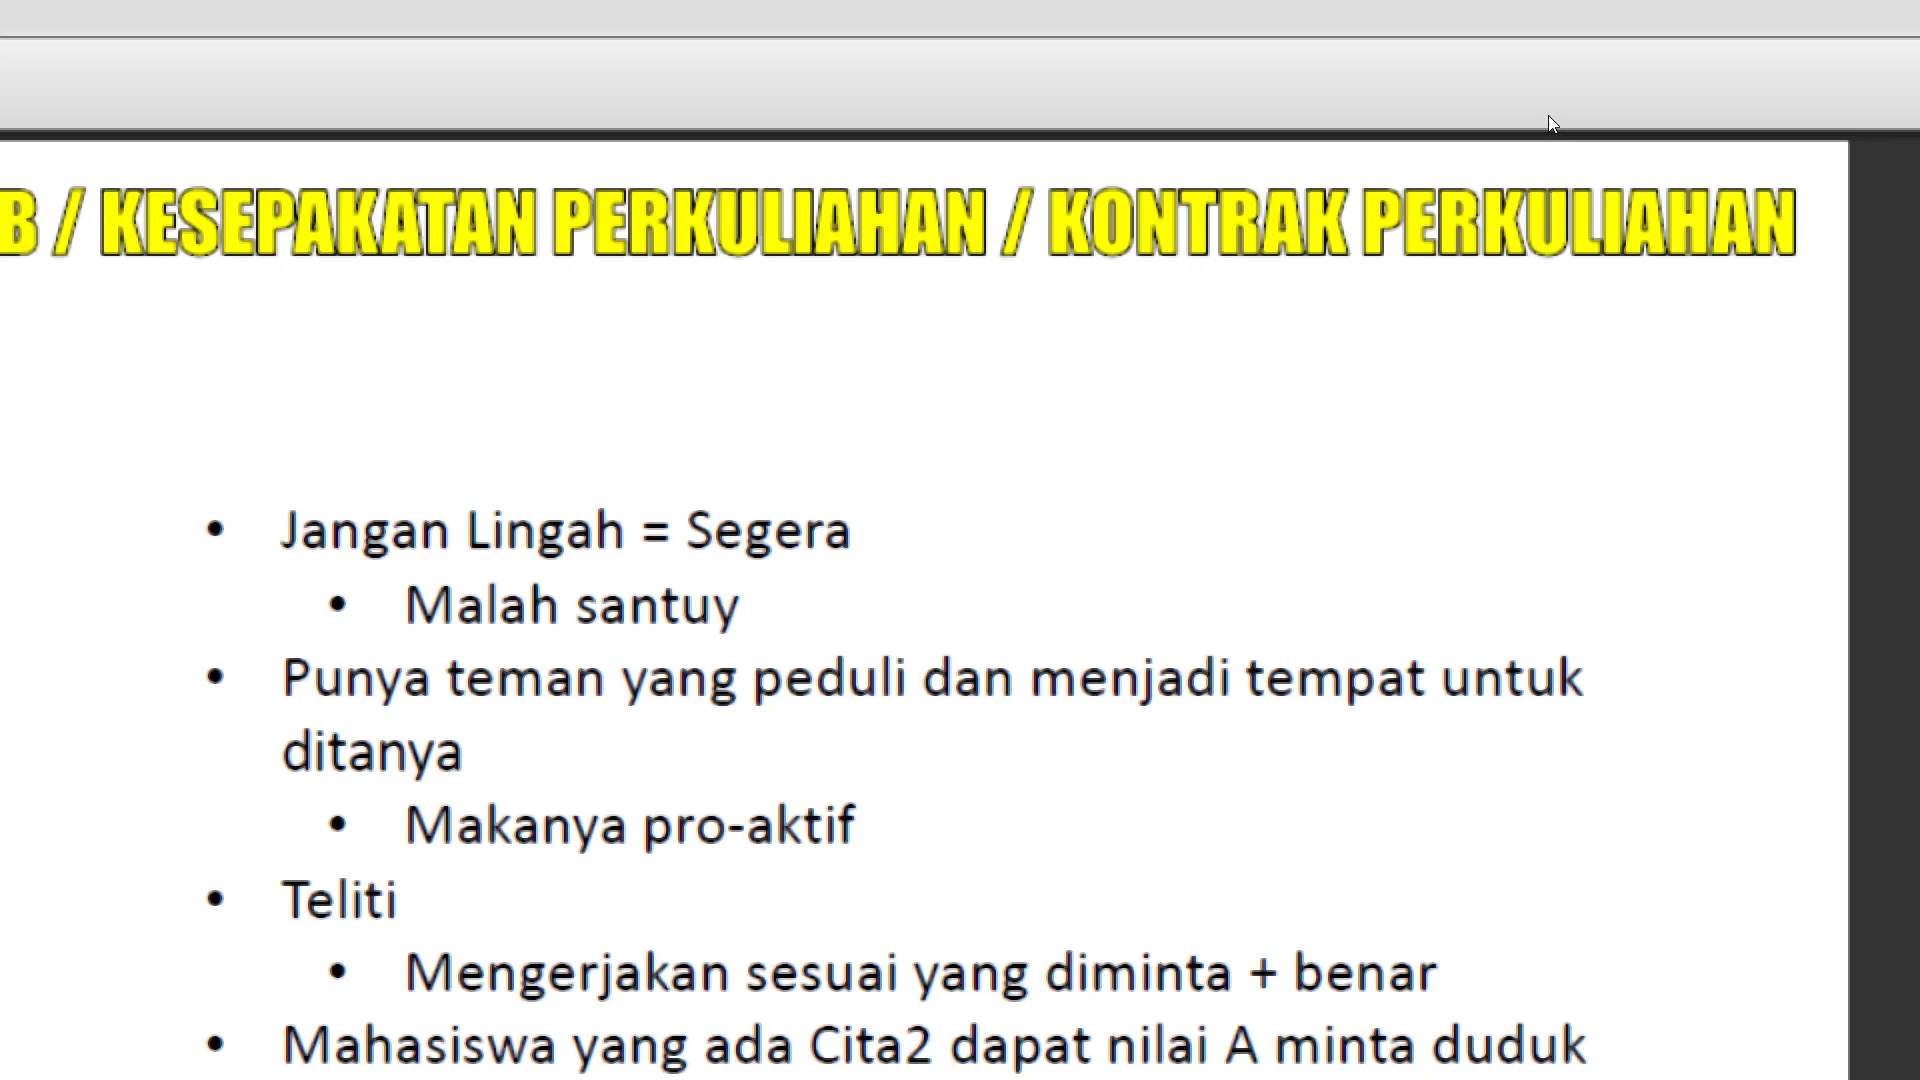 B / KESEPAKATAN PERKULIAHAN / KONTRAK PERKULIAHAN
• Jangan Lingah = Segera
• Malah santuy
• Punya teman yang peduli dan menjadi tempat untuk
ditanya
• Makanya pro-aktif
• Teliti
• Mengerjakan sesuai yang diminta + benar
• Mahasiswa yang ada Cita2 dapat nilai A minta duduk